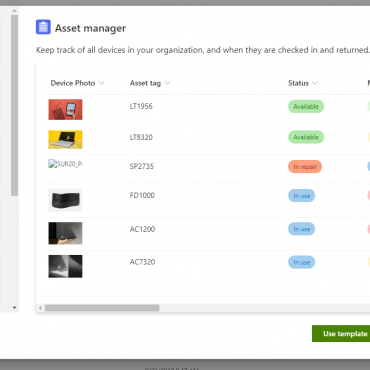 Asset manager
Keep track of all devices in your organization, and when they are checked in and returned.
Device Photo Asset tag Status
LT1956 Available
LT8320 Available
SUR20_P SP2735 In repair
FD1000 In use
AC1200 In use
AC7320 In use
Use template